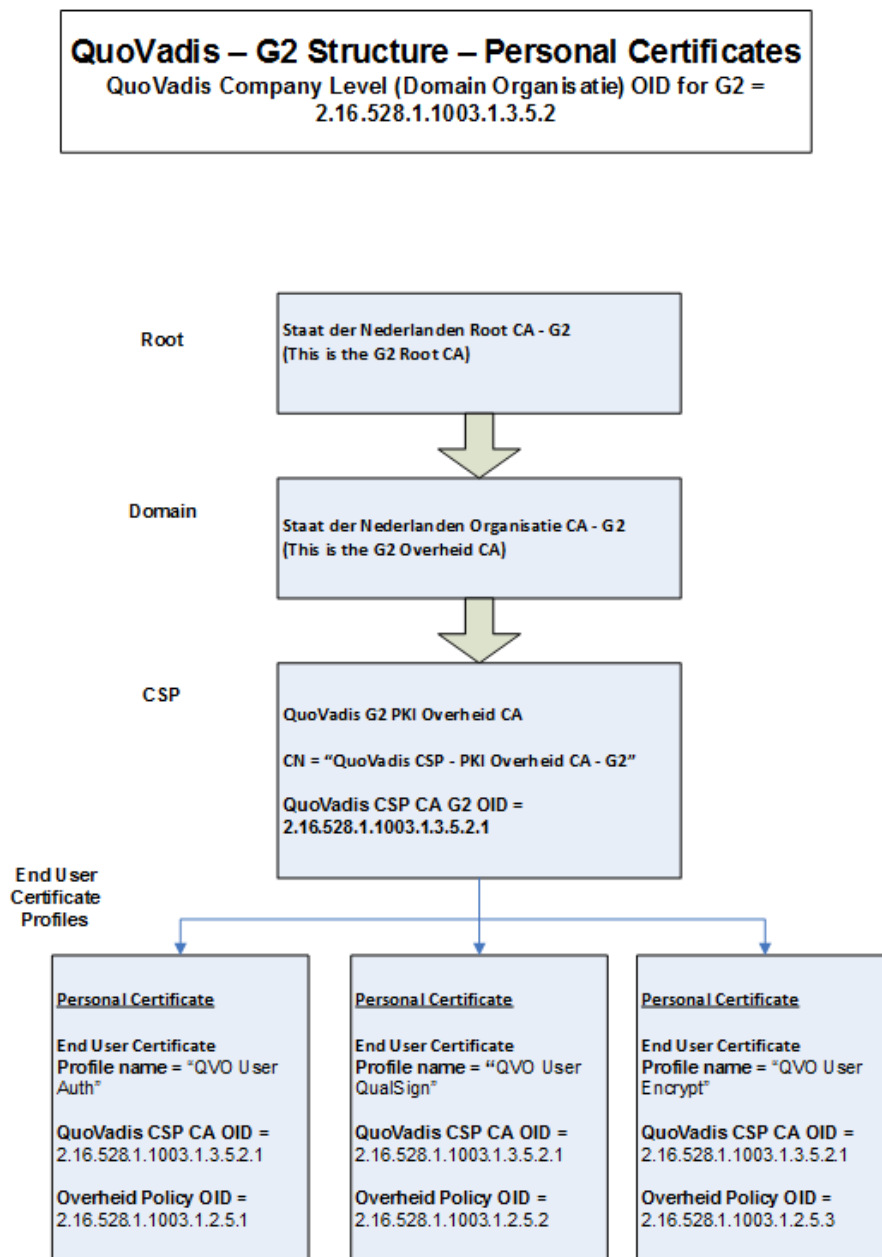 QuoVadis – G2 Structure – Personal Certificates
QuoVadis Company Level (Domain Organisatie) OID for G2 =
2.16.528.1.1003.1.3.5.2
Root
Staat der Nederlanden Root CA - G2
(This is the G2 Root CA)
Domain
Staat der Nederlanden Organisatie CA - G2
(This is the G2 Overheid CA)
CSP
QuoVadis G2 PKI Overheid CA
CN = “QuoVadis CSP - PKI Overheid CA - G2”
QuoVadis CSP CA G2 OID =
2.16.528.1.1003.1.3.5.2.1
End User
Certificate
Profiles
Personal Certificate
End User Certificate
Profile name = “QVO User
Auth”
QuoVadis CSP CA OID =
2.16.528.1.1003.1.3.5.2.1
Overheid Policy OID =
2.16.528.1.1003.1.2.5.1
Personal Certificate
End User Certificate
Profile name = “QVO User
QualSign”
QuoVadis CSP CA OID =
2.16.528.1.1003.1.3.5.2.1
Overheid Policy OID =
2.16.528.1.1003.1.2.5.2
Personal Certificate
End User Certificate
Profile name = “QVO User
Encrypt”
QuoVadis CSP CA OID =
2.16.528.1.1003.1.3.5.2.1
Overheid Policy OID =
2.16.528.1.1003.1.2.5.3